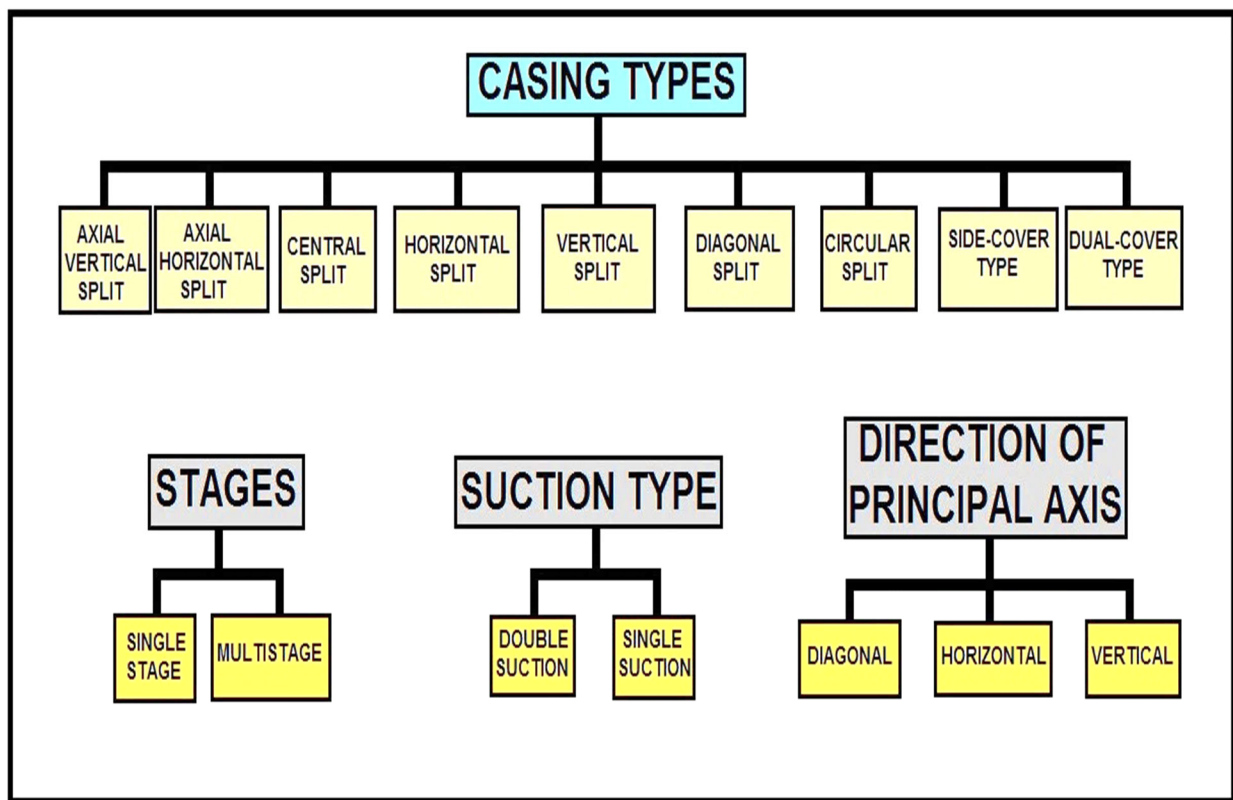 CASING TYPES
AXIAL
VERTICAL
SPLIT
AXIAL
HORIZONTAL
SPLIT
CENTRAL
SPLIT
HORIZONTAL
SPLIT
VERTICAL
SPLIT
DIAGONAL
SPLIT
CIRCULAR
SPLIT
SIDE-COVER
TYPE
DUAL-COVER
TYPE
STAGES
SINGLE
STAGE
MULTISTAGE
SUCTION TYPE
DOUBLE
SUCTION
SINGLE
SUCTION
DIRECTION OF
PRINCIPAL AXIS
DIAGONAL
HORIZONTAL
VERTICAL